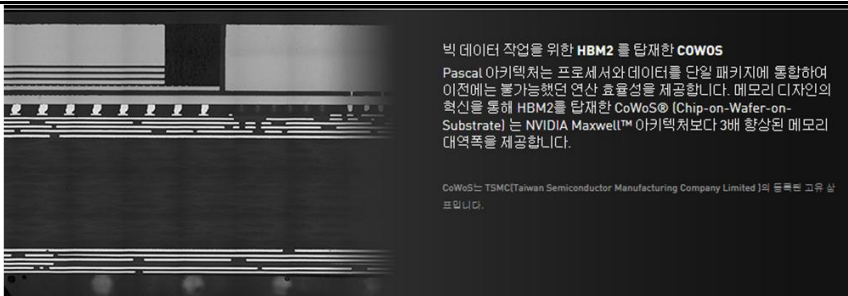 빅 데이터 작업을 위한 HBM2 를 탑재한 COWOS
Pascal 아키텍처는 프로세서와 데이터를 단일 패키지에 통합하여
이전에는 불가능했던 연산 효율성을 제공합니다. 메모리 디자인의
혁신을 통해 HBM2를 탑재한 CoWoS® (Chip-on-Wafer-on-
Substrate) 는 NVIDIA Maxwell™ 아키텍처보다 3배 향상된 메모리
대역폭을 제공합니다.
CoWoS는 TSMC(Taiwan Semiconductor Manufacturing Company Limited )의 등록된 고유 상
표입니다.